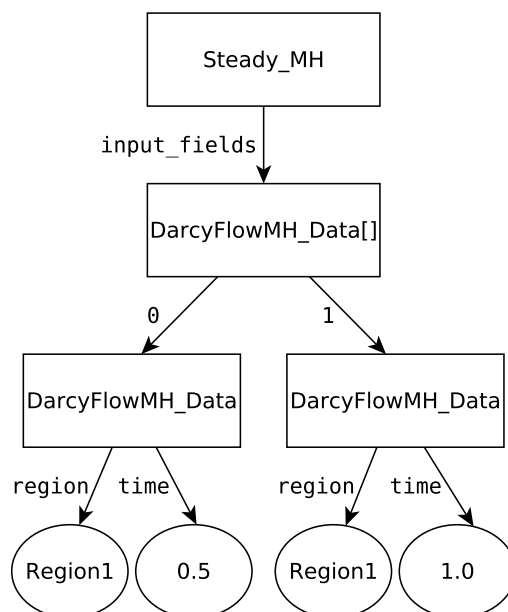 Steady_MH
input_fields
DarcyFlowMH_Data[]
0
1
DarcyFlowMH_Data
DarcyFlowMH_Data
region
time
region
time
Region1
0.5
Region1
1.0